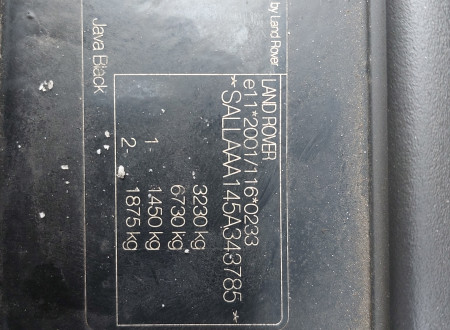 by Land Rover
LAND ROVER
e11*2001/116*0233
*SALLAAA145A343785 *
3230 kg
6730 kg
1- 1450 kg
2- 1875 kg
Java Black